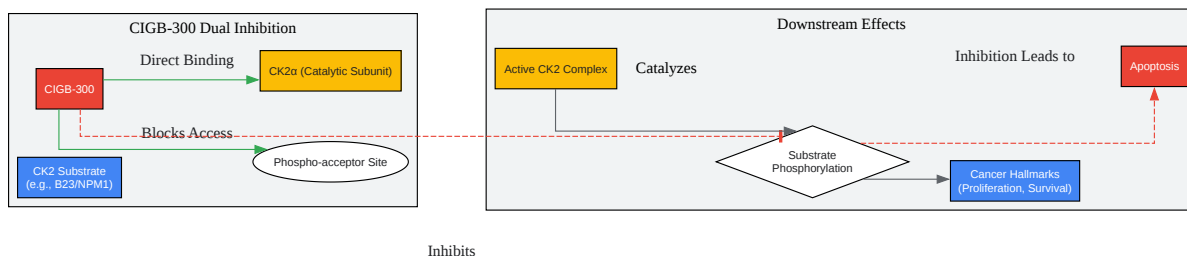 CIGB-300 Dual Inhibition
Direct Binding
CK2α (Catalytic Subunit)
CIGB-300
Blocks Access
Phospho-acceptor Site
CK2 Substrate
(e.g., B23/NPM1)
Downstream Effects
Active CK2 Complex
Catalyzes
Inhibition Leads to
Apoptosis
Substrate
Phosphorylation
Cancer Hallmarks
(Proliferation, Survival)
Inhibits